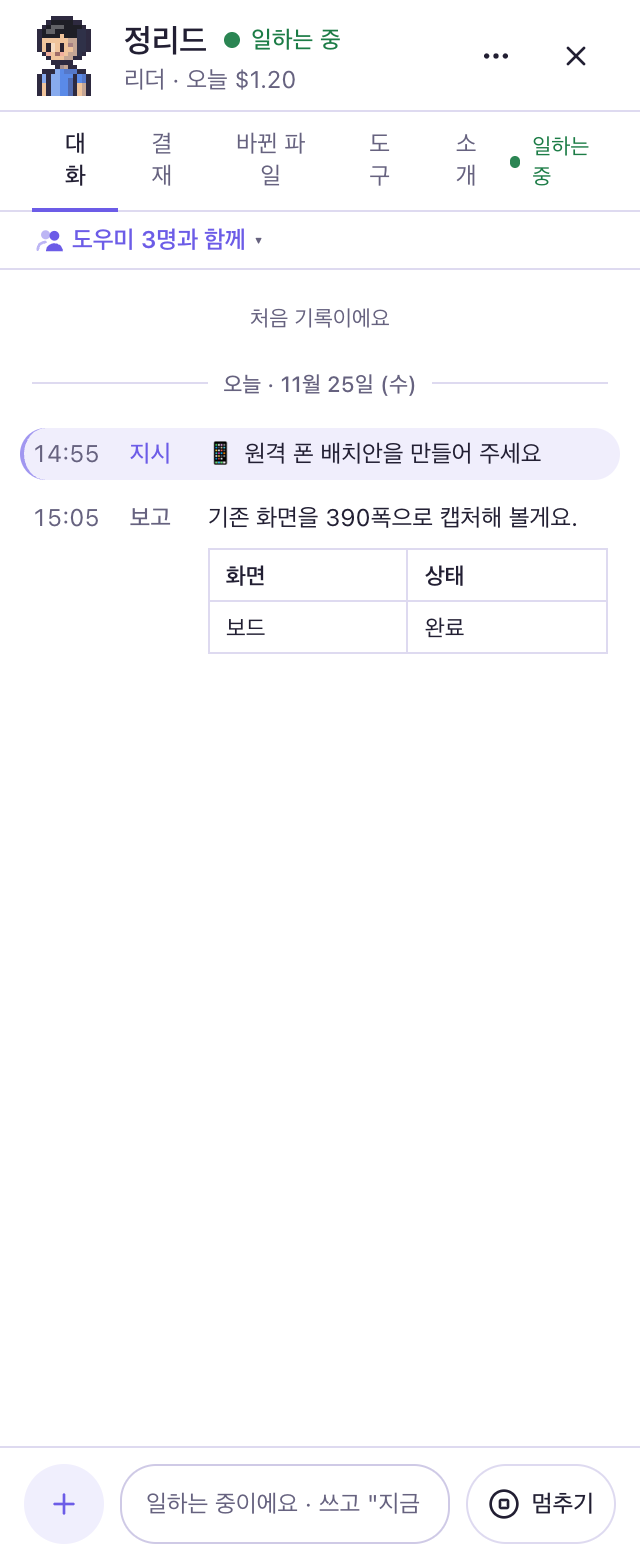 정리드 일하는 중
리더 · 오늘 $1.20
대화
결재
바뀐 파일
도구
소개
일하는 중
도우미 3명과 함께
처음 기록이에요
오늘 · 11월 25일 (수)
14:55 지시 📱 원격 폰 배치안을 만들어 주세요
15:05 보고 기존 화면을 390폭으로 캡처해 볼게요.
화면 상태
보드 완료
일하는 중이에요 · 쓰고 "지금
멈추기